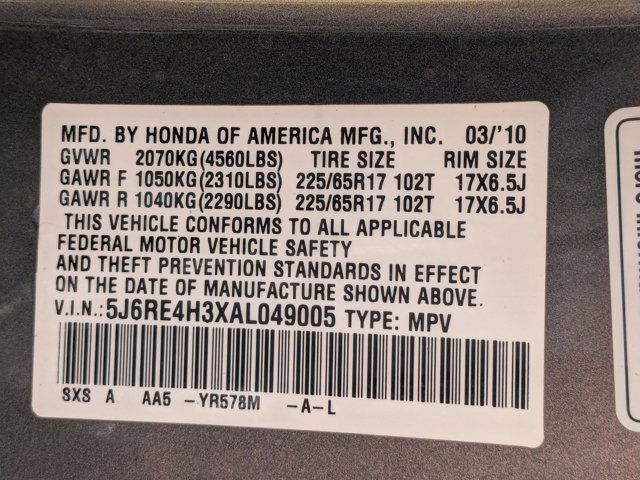 MFD. BY HONDA OF AMERICA MFG., INC. 03/'10
GVWR 2070KG(4560LBS) TIRE SIZE RIM SIZE
GAWR F 1050KG(2310LBS) 225/65R17 102T 17X6.5J
GAWR R 1040KG(2290LBS) 225/65R17 102T 17X6.5J
THIS VEHICLE CONFORMS TO ALL APPLICABLE
FEDERAL MOTOR VEHICLE SAFETY
AND THEFT PREVENTION STANDARDS IN EFFECT
ON THE DATE OF MANUFACTURE SHOWN ABOVE.
V.I.N.:5J6RE4H3XAL049005 TYPE: MPV
SXS A AA5 -YR578M -A-L